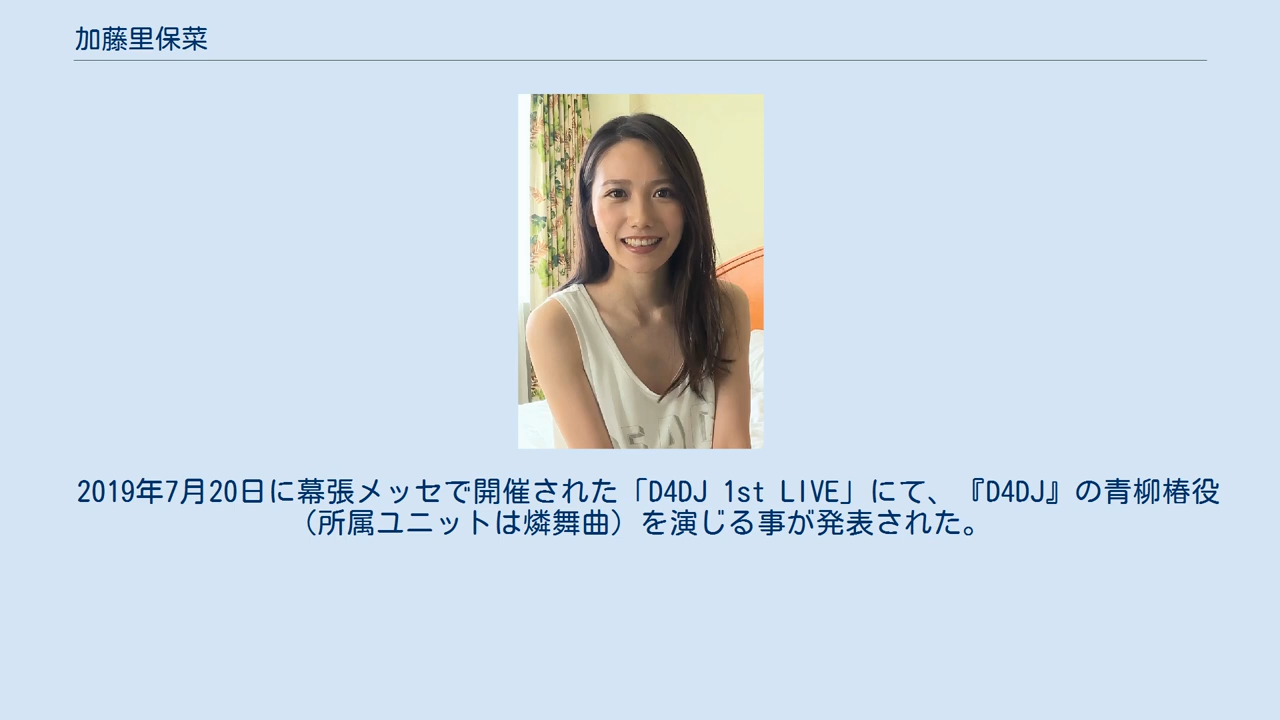 加藤里保菜
2019年7月20日に幕張メッセで開催された「D4DJ 1st LIVE」にて、『D4DJ』の青柳椿役
（所属ユニットは燐舞曲）を演じる事が発表された。